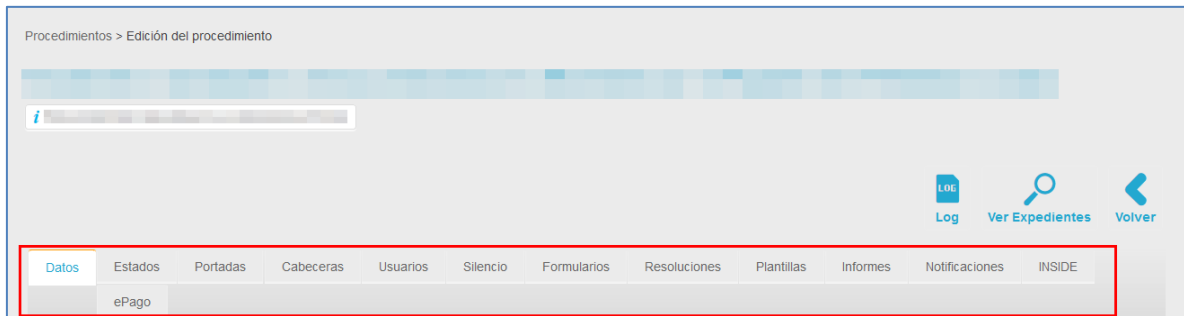 Procedimientos > Edición del procedimiento
i
LOG
Log Ver Expedientes Volver
Datos Estados Portadas Cabeceras Usuarios Silencio Formularios Resoluciones Plantillas Informes Notificaciones INSIDE
ePago